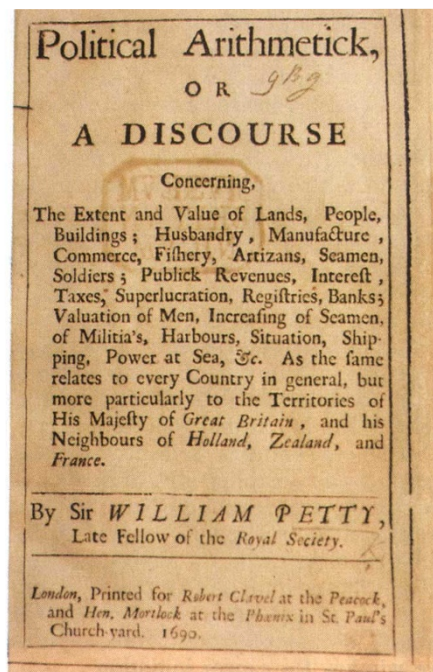 Political Arithmetick,
OR
A DISCOURSE
Concerning,
The Extent and Value of Lands, People,
Buildings; Husbandry, Manufacture,
Commerce, Fiſhery, Artizans, Seamen,
Soldiers; Publick Revenues, Intereſt,
Taxes, Superlucration, Regiſtries, Banks;
Valuation of Men, Increaſing of Seamen,
of Militia's, Harbours, Situation, Ship-
ping, Power at Sea, &c. As the ſame
relates to every Country in general, but
more particularly to the Territories of
His Majeſty of Great Britain, and his
Neighbours of Holland, Zealand, and
France.
By Sir WILLIAM PETTY,
Late Fellow of the Royal Society.
London, Printed for Robert Clavel at the Peacock,
and Hen. Mortlock at the Phœnix in St. Paul's
Church-yard. 1690.